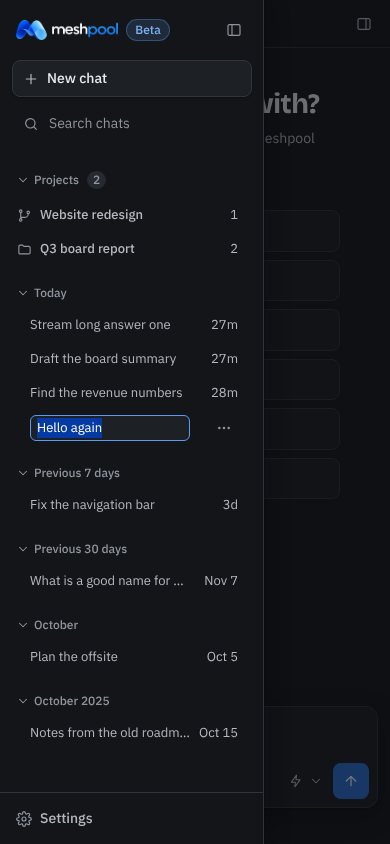 meshpool Beta
New chat
Search chats
with?
eshpool
Projects 2
Website redesign 1
Q3 board report 2
Today
Stream long answer one 27m
Draft the board summary 27m
Find the revenue numbers 28m
Hello again
Previous 7 days
Fix the navigation bar 3d
Previous 30 days
What is a good name for ... Nov 7
October
Plan the offsite Oct 5
October 2025
Notes from the old roadm... Oct 15
Settings